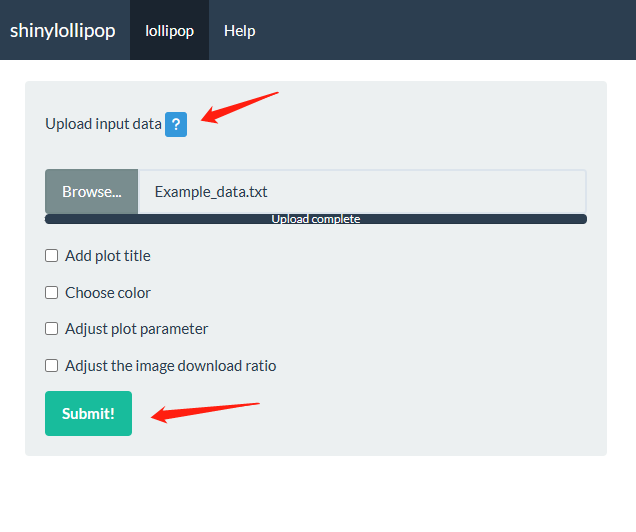 shinylollipop lollipop Help
Upload input data ?
Browse... Example_data.txt
Upload complete
Add plot title
Choose color
Adjust plot parameter
Adjust the image download ratio
Submit!